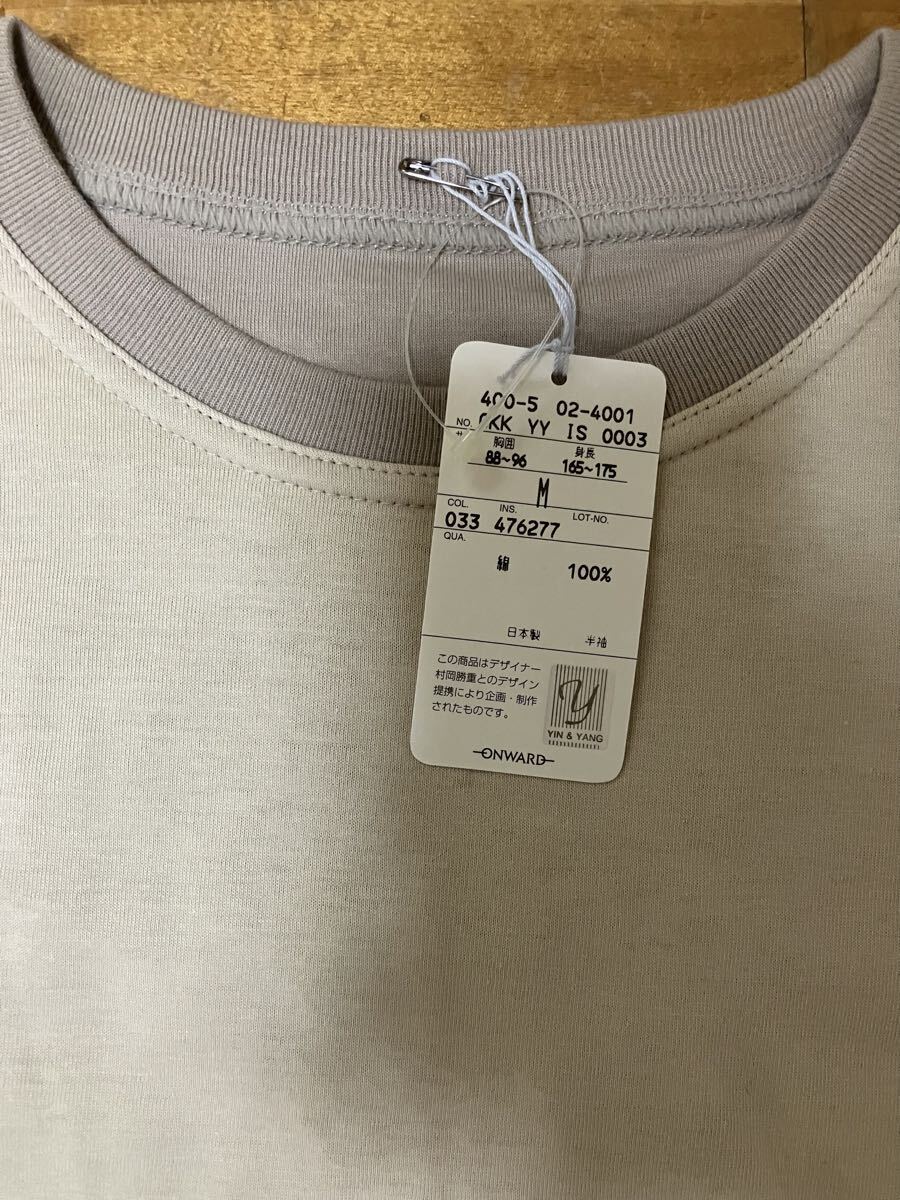 400-5 02-4001
NO. KK YY IS 0003
胸囲 身長
88~96 165~175
M
COL. INS. LOT-NO.
033 476277
QUA.
綿 100%
日本製 半袖
この商品はデザイナー
村岡勝重とのデザイン
提携により企画・制作
されたものです。
Y
YIN & YANG
ONWARD